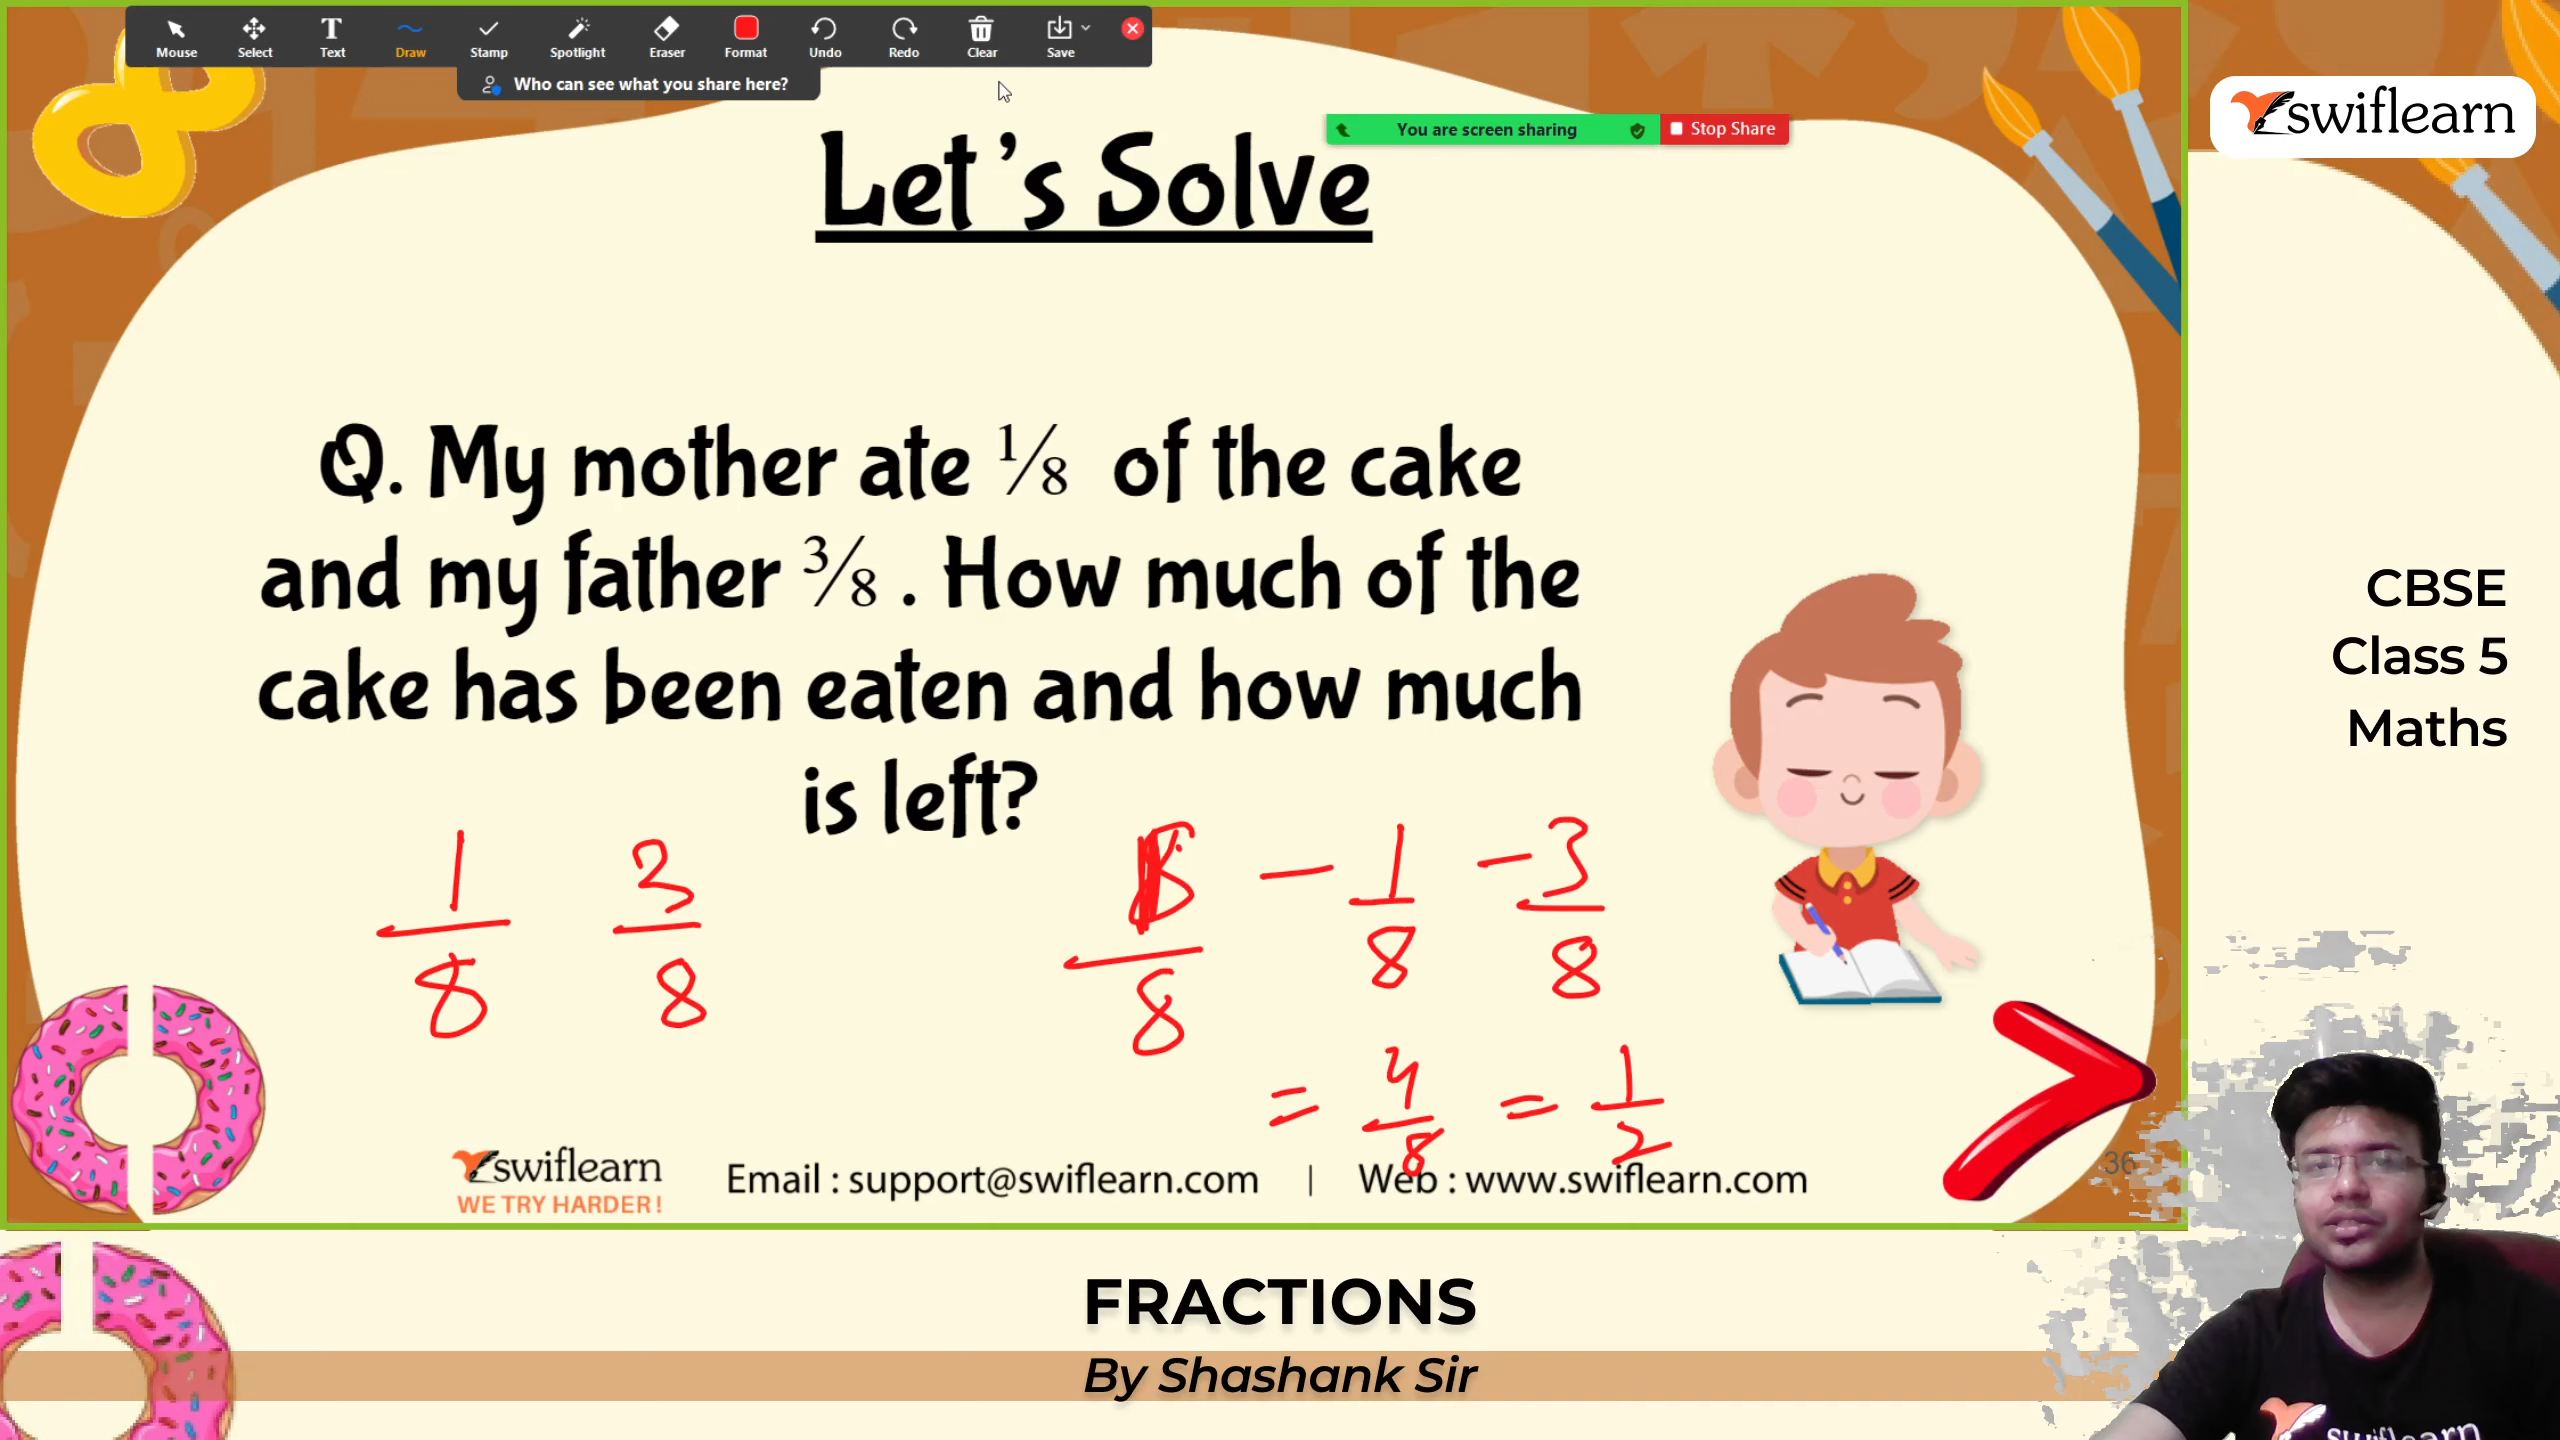 Mouse Select Text Draw Stamp Spotlight Eraser Format Undo Redo Clear Save
Who can see what you share here?
You are screen sharing Stop Share
swiflearn
Let's Solve
Q. My mother ate 1/8 of the cake
and my father 3/8 . How much of the
cake has been eaten and how much
is left?
CBSE
Class 5
Maths
1/8 3/8
/8 - 1/8 - 3/8
= 4/8 = 1/2
swiflearn
WE TRY HARDER !
Email : support@swiflearn.com | Web : www.swiflearn.com
36
FRACTIONS
By Shashank Sir
swiflearn